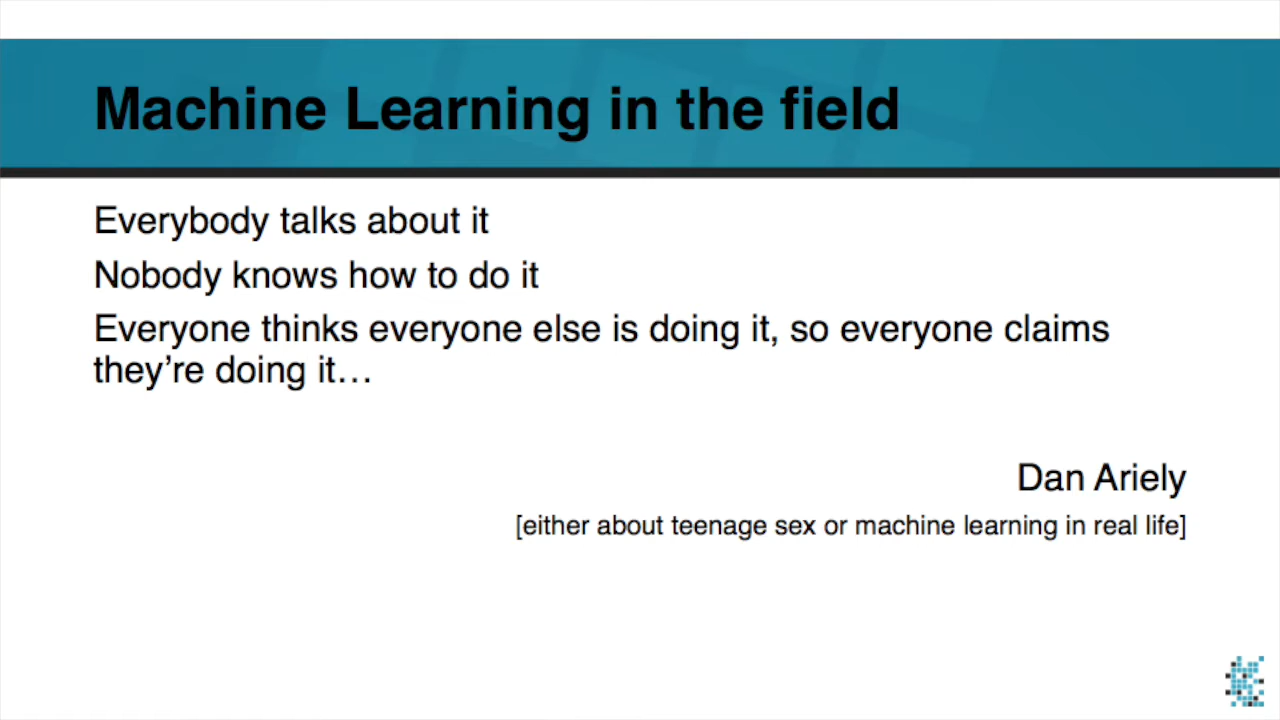 Machine Learning in the field
Everybody talks about it
Nobody knows how to do it
Everyone thinks everyone else is doing it, so everyone claims
they’re doing it…
Dan Ariely
[either about teenage sex or machine learning in real life]